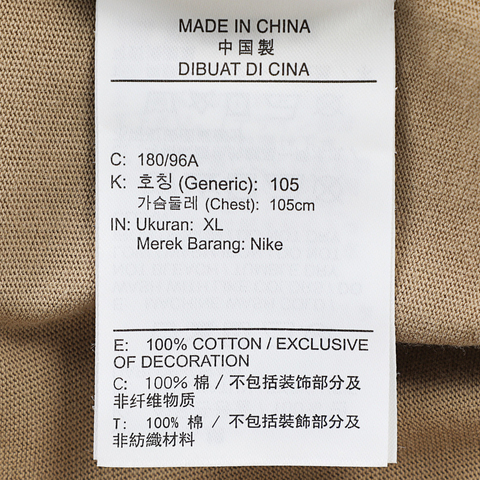 MADE IN CHINA
中国製
DIBUAT DI CINA
C: 180/96A
K: 호칭 (Generic): 105
가슴둘레 (Chest): 105cm
IN: Ukuran: XL
Merek Barang: Nike
E: 100% COTTON / EXCLUSIVE
OF DECORATION
C: 100% 棉 / 不包括装饰部分及
非纤维物质
T: 100% 棉 / 不包括裝飾部分及
非紡織材料